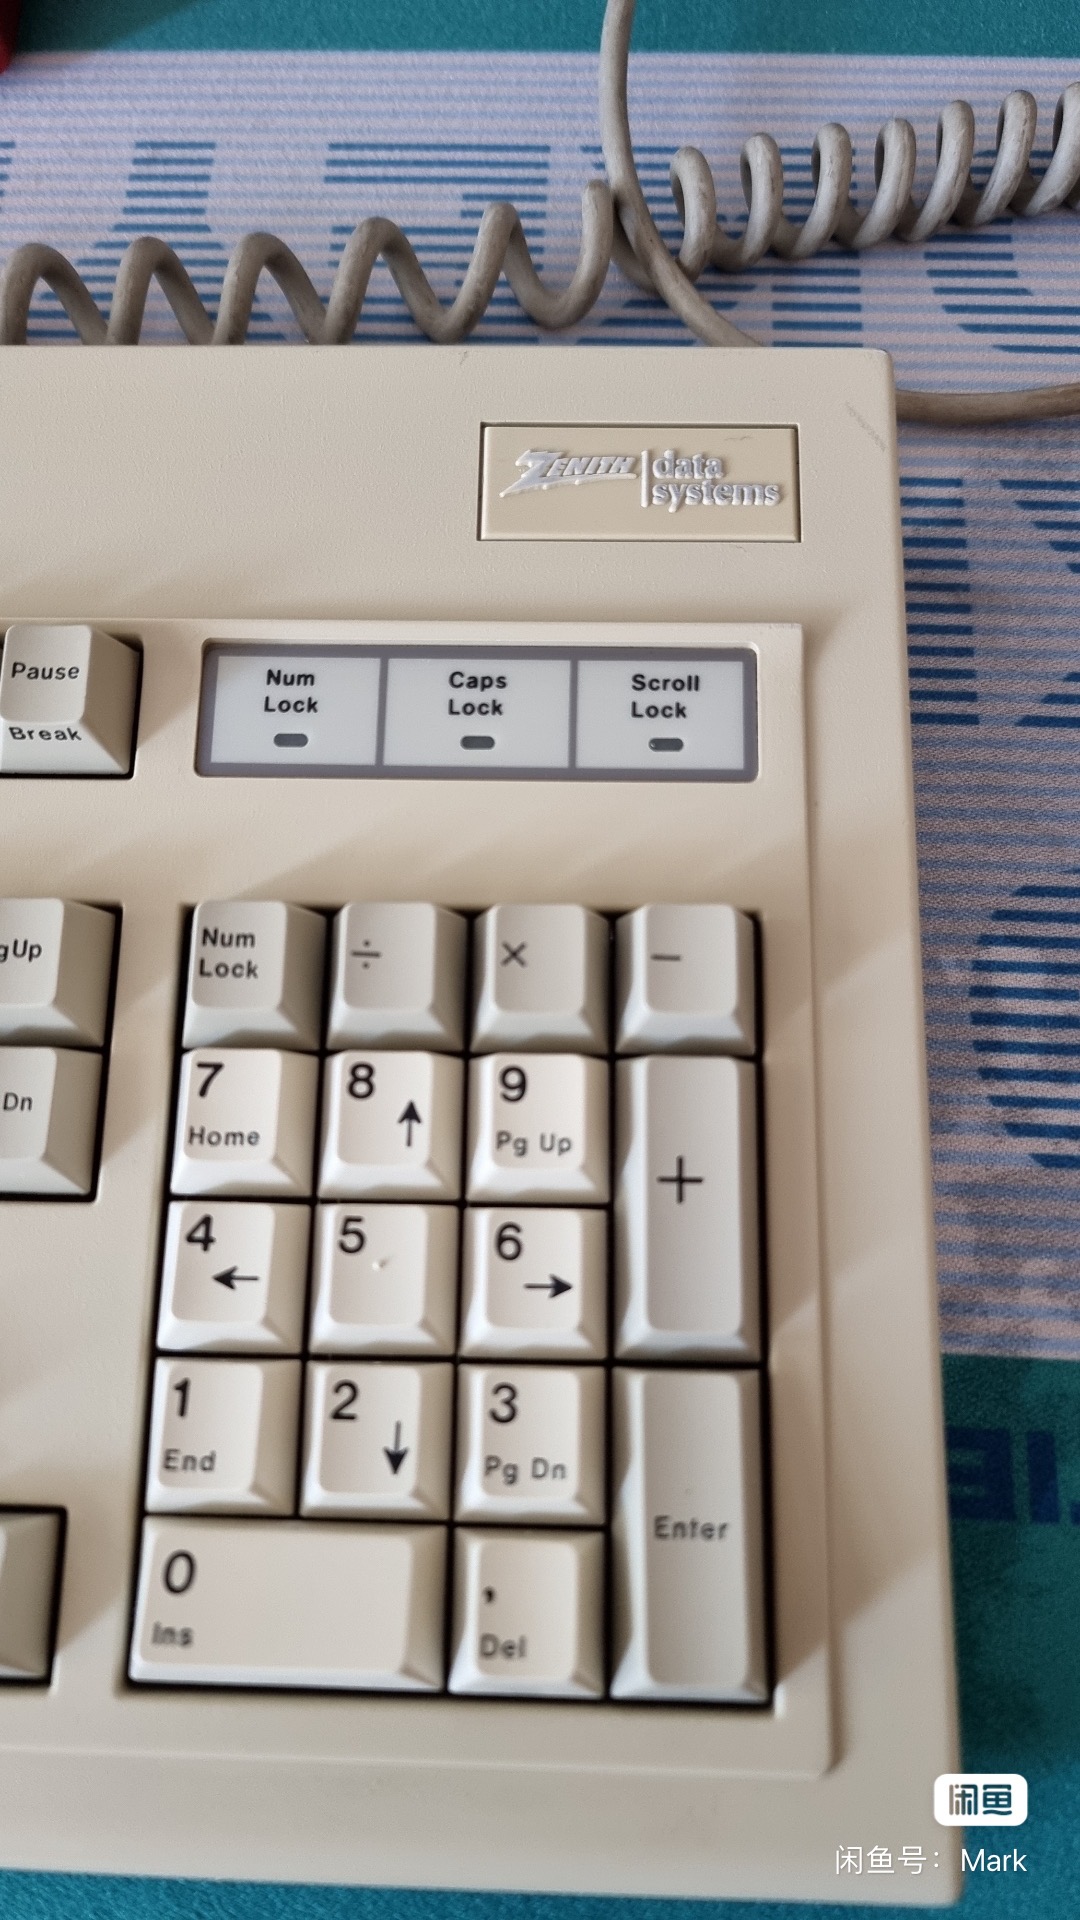 ZENITH data
systems
Pause
Break
Num
Lock
Caps
Lock
Scroll
Lock
gUp
Num
Lock
÷
×
−
Dn
7
Home
8
↑
9
Pg Up
+
4
←
5
6
→
1
End
2
↓
3
Pg Dn
Enter
0
Ins
,
Del
闲鱼
闲鱼号：Mark